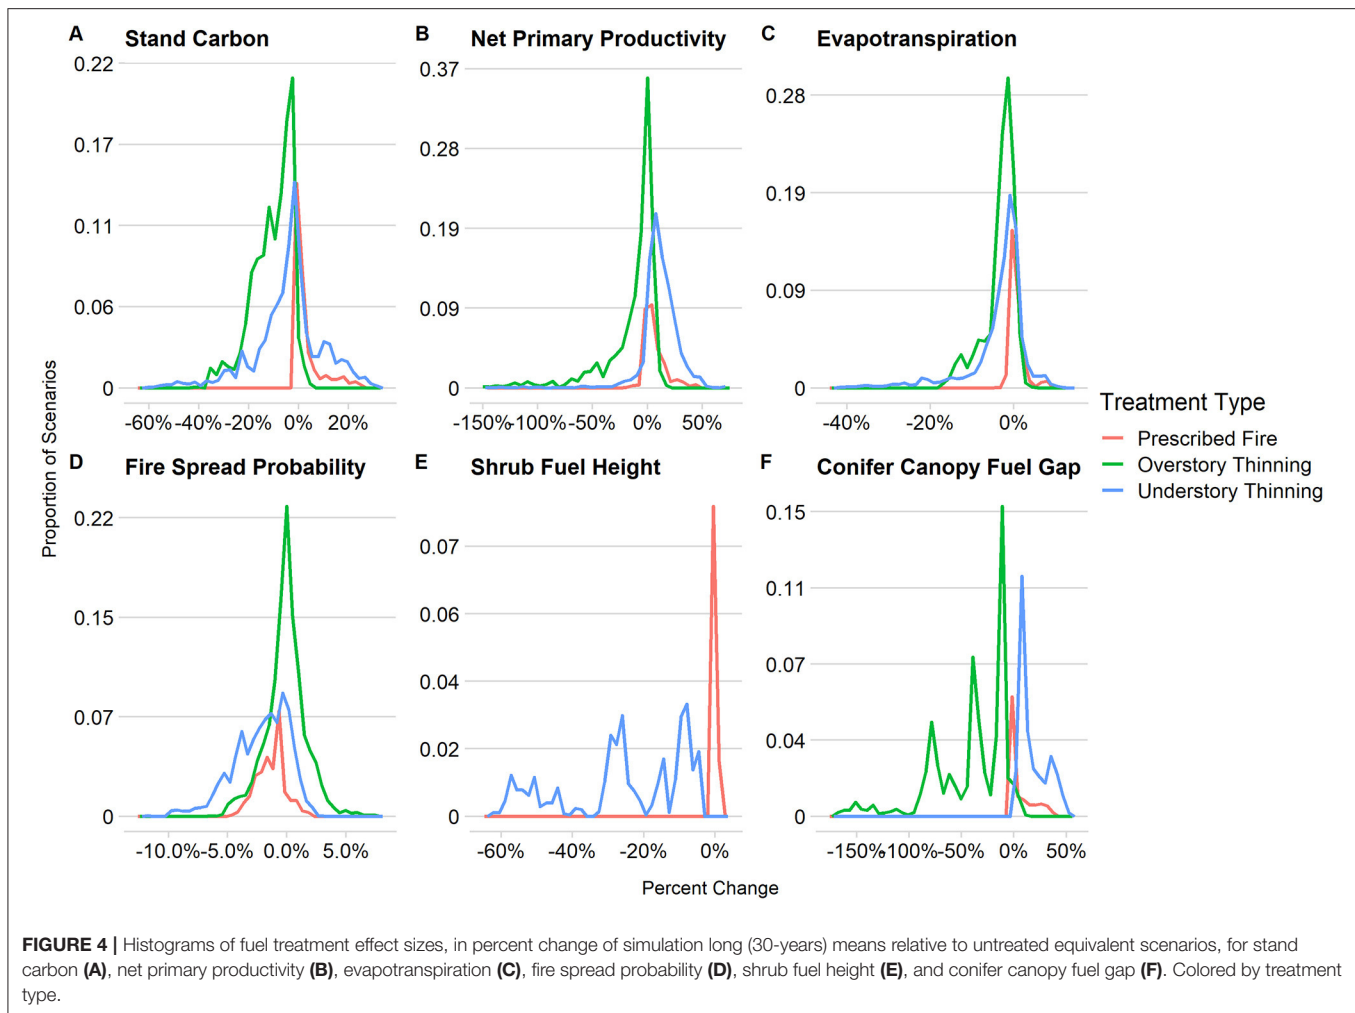 A Stand Carbon
0.22
0.17
0.11
0.06
0
-60% -40% -20% 0% 20%
B Net Primary Productivity
0.37
0.28
0.19
0.09
0
-150% -100% -50% 0% 50%
C Evapotranspiration
0.28
0.19
0.09
0
-40% 0%
Proportion of Scenarios
D Fire Spread Probability
0.22
0.15
0.07
0
-10.0% -5.0% 0.0% 5.0%
E Shrub Fuel Height
0.07
0.06
0.04
0.02
0
-60% -40% -20% 0%
F Conifer Canopy Fuel Gap
0.15
0.11
0.07
0.04
0
-150% -100% -50% 0% 50%
Percent Change
Treatment Type
Prescribed Fire
Overstory Thinning
Understory Thinning
FIGURE 4 | Histograms of fuel treatment effect sizes, in percent change of simulation long (30-years) means relative to untreated equivalent scenarios, for stand
carbon (A), net primary productivity (B), evapotranspiration (C), fire spread probability (D), shrub fuel height (E), and conifer canopy fuel gap (F). Colored by treatment
type.